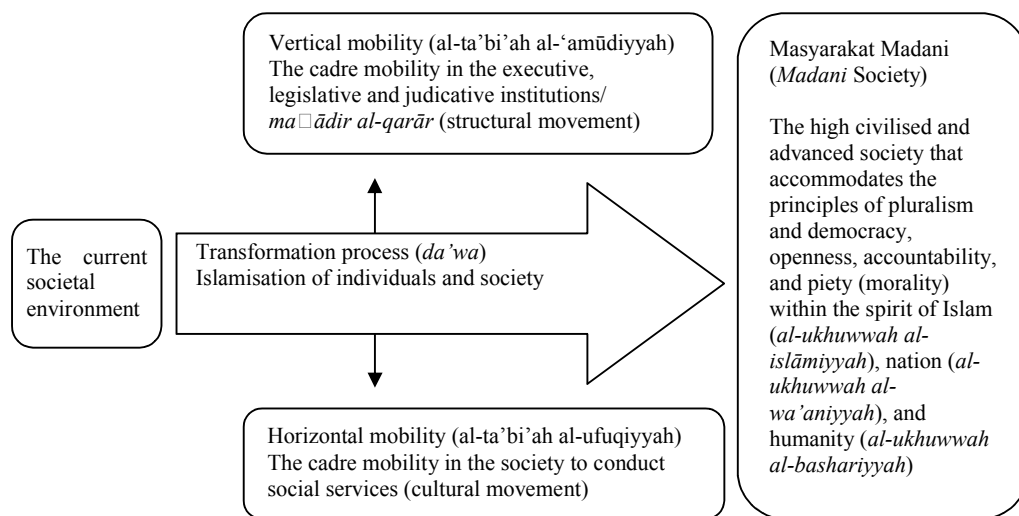 Vertical mobility (al-ta’bi’ah al-‘amūdiyyah)
The cadre mobility in the executive,
legislative and judicative institutions/
ma□ādir al-qarār (structural movement)
The current
societal
environment
Transformation process (da’wa)
Islamisation of individuals and society
Horizontal mobility (al-ta’bi’ah al-ufuqiyyah)
The cadre mobility in the society to conduct
social services (cultural movement)
Masyarakat Madani
(Madani Society)
The high civilised and
advanced society that
accommodates the
principles of pluralism
and democracy,
openness, accountability,
and piety (morality)
within the spirit of Islam
(al-ukhuwwah al-
islāmiyyah), nation (al-
ukhuwwah al-
wa’aniyyah), and
humanity (al-ukhuwwah
al-bashariyyah)